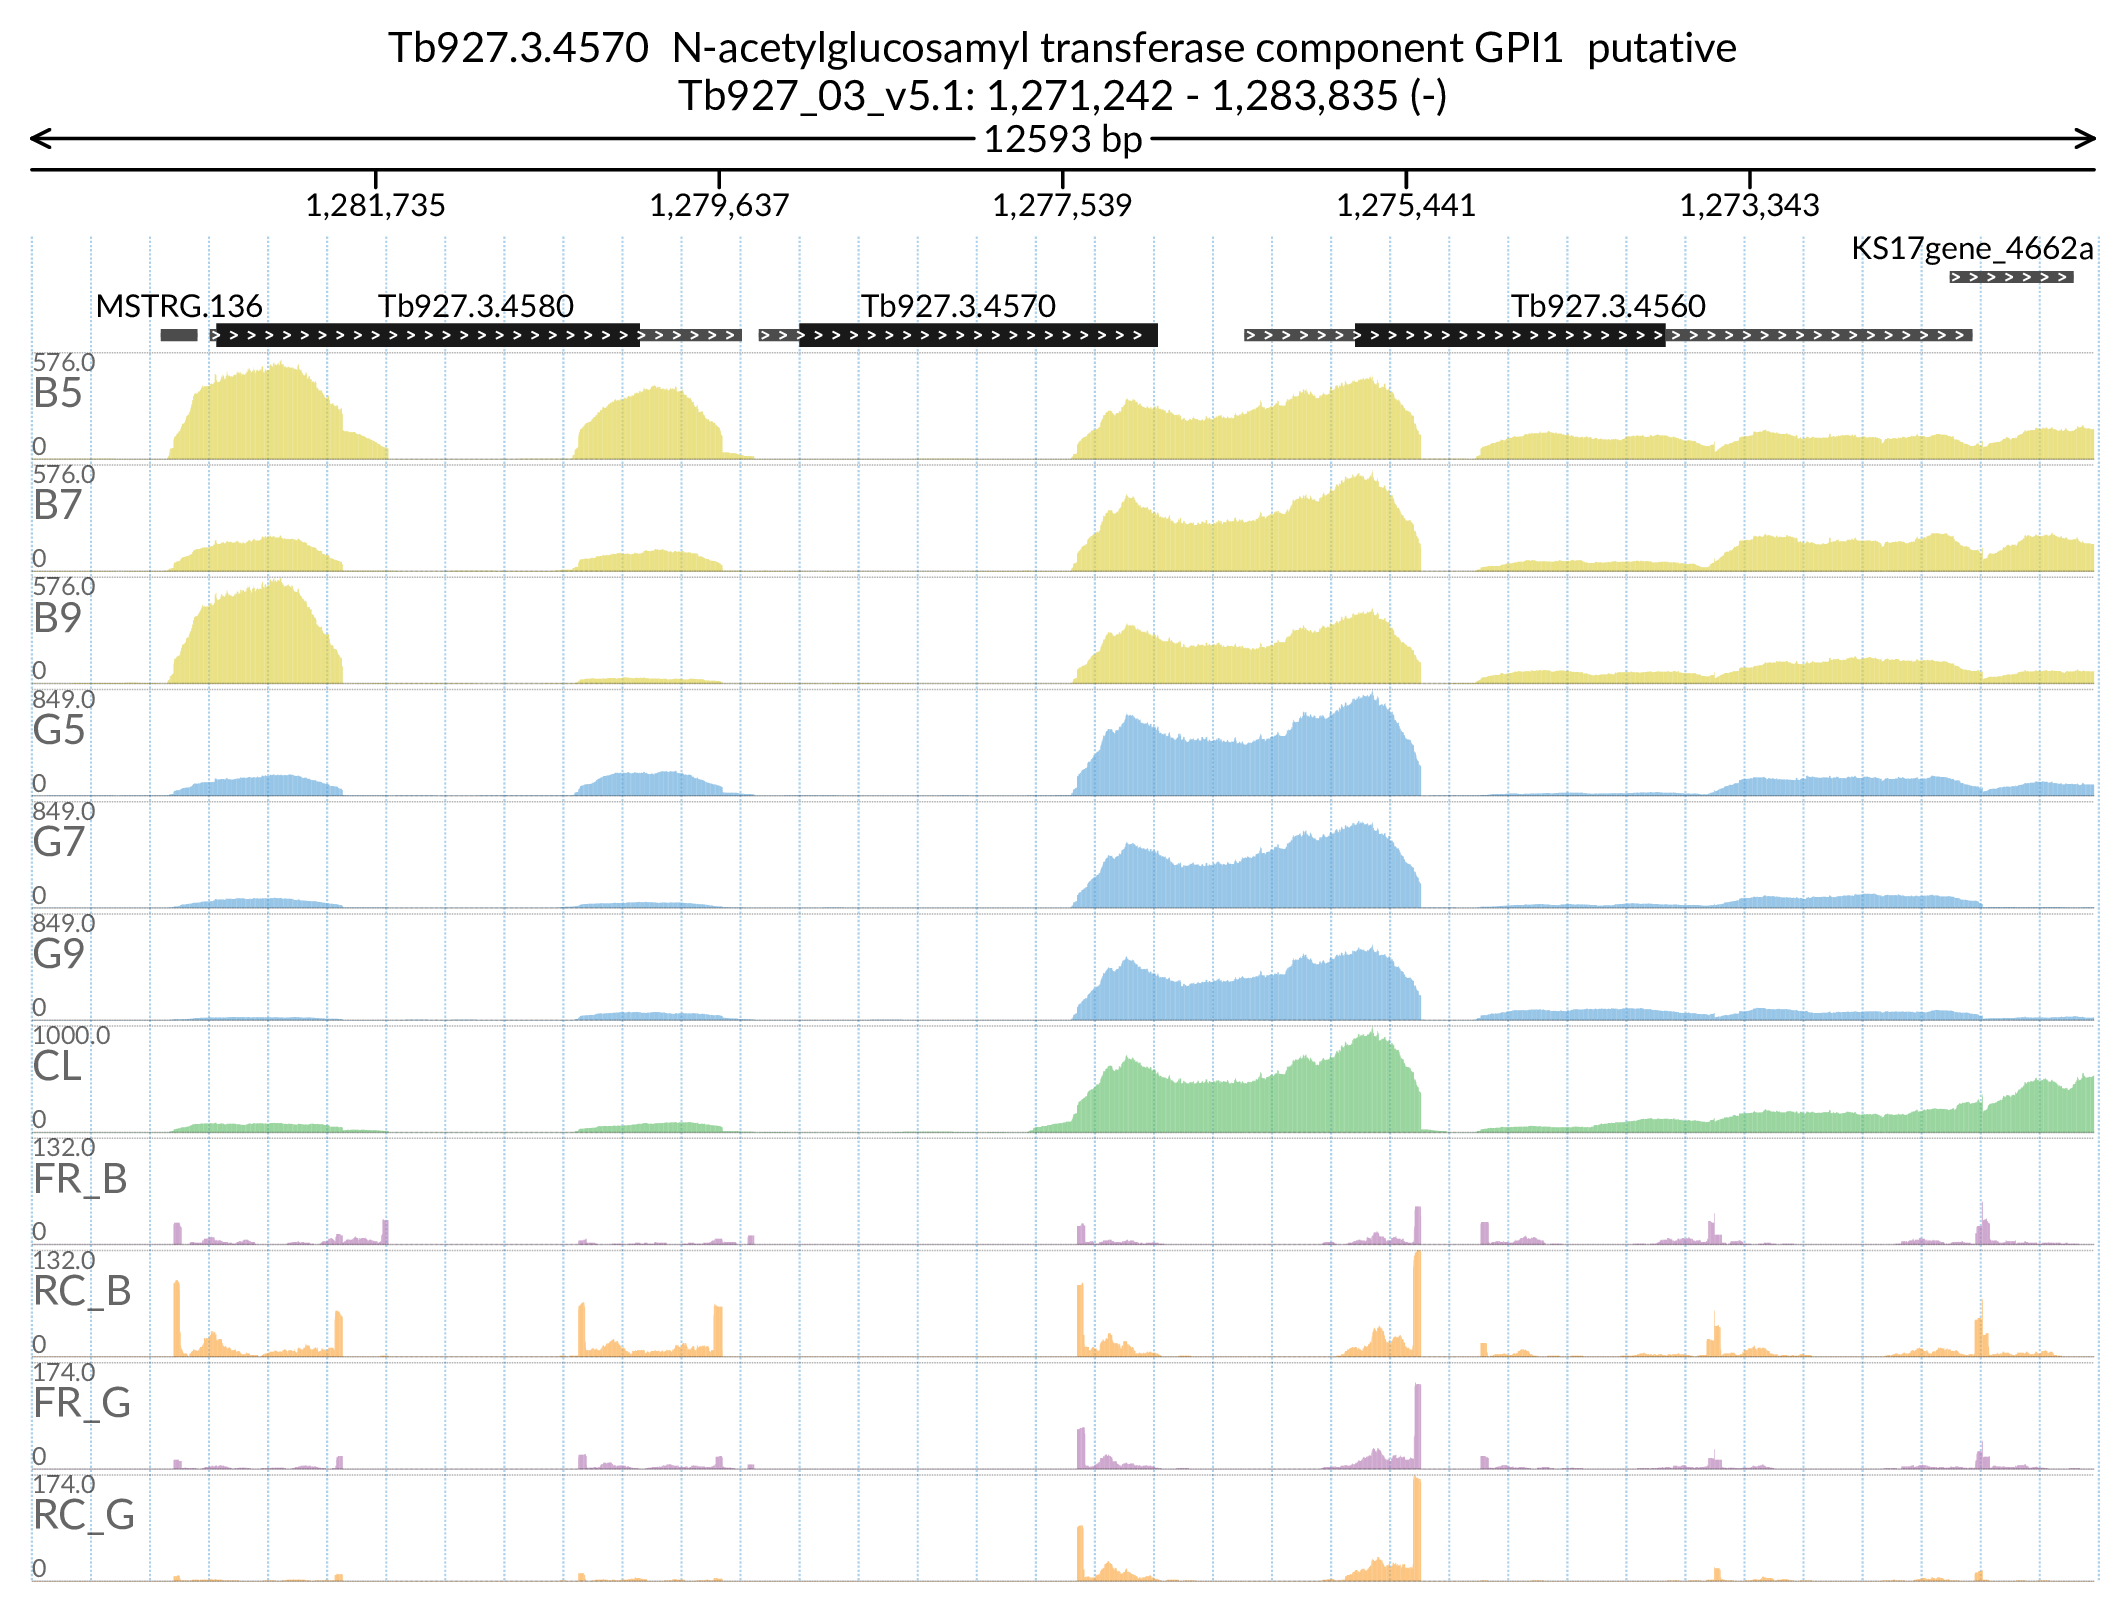 Tb927.3.4570  N-acetylglucosamyl transferase component GPI1  putative
Tb927_03_v5.1: 1,271,242 - 1,283,835 (-)
12593 bp
1,281,735 1,279,637 1,277,539 1,275,441 1,273,343
KS17gene_4662a
MSTRG.136 Tb927.3.4580 Tb927.3.4570 Tb927.3.4560
576.0
B5
0
576.0
B7
0
576.0
B9
0
849.0
G5
0
849.0
G7
0
849.0
G9
0
1000.0
CL
0
132.0
FR_B
0
132.0
RC_B
0
174.0
FR_G
0
174.0
RC_G
0